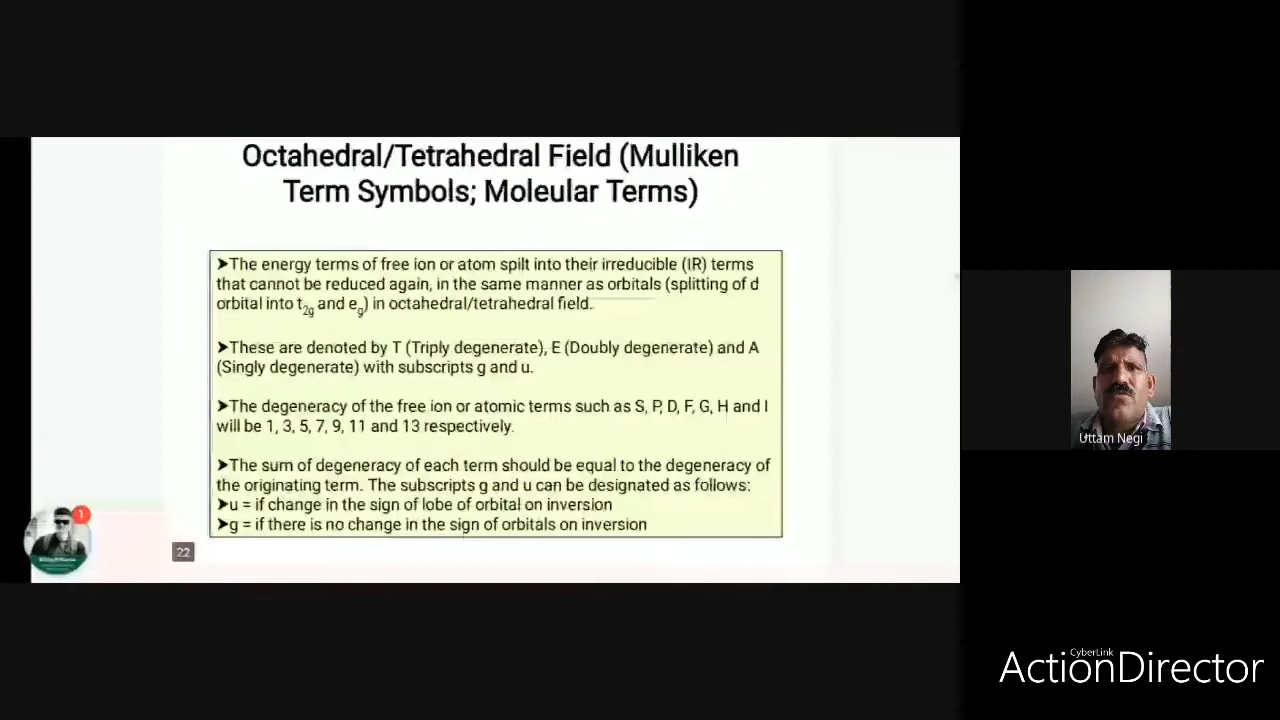 Octahedral/Tetrahedral Field (Mulliken
Term Symbols; Moleular Terms)
➤The energy terms of free ion or atom spilt into their irreducible (IR) terms
that cannot be reduced again, in the same manner as orbitals (splitting of d
orbital into t2g and eg) in octahedral/tetrahedral field.
➤These are denoted by T (Triply degenerate), E (Doubly degenerate) and A
(Singly degenerate) with subscripts g and u.
➤The degeneracy of the free ion or atomic terms such as S, P, D, F, G, H and I
will be 1, 3, 5, 7, 9, 11 and 13 respectively.
➤The sum of degeneracy of each term should be equal to the degeneracy of
the originating term. The subscripts g and u can be designated as follows:
➤u = if change in the sign of lobe of orbital on inversion
➤g = if there is no change in the sign of orbitals on inversion
1
22
Uttam Negi
CyberLink
ActionDirector